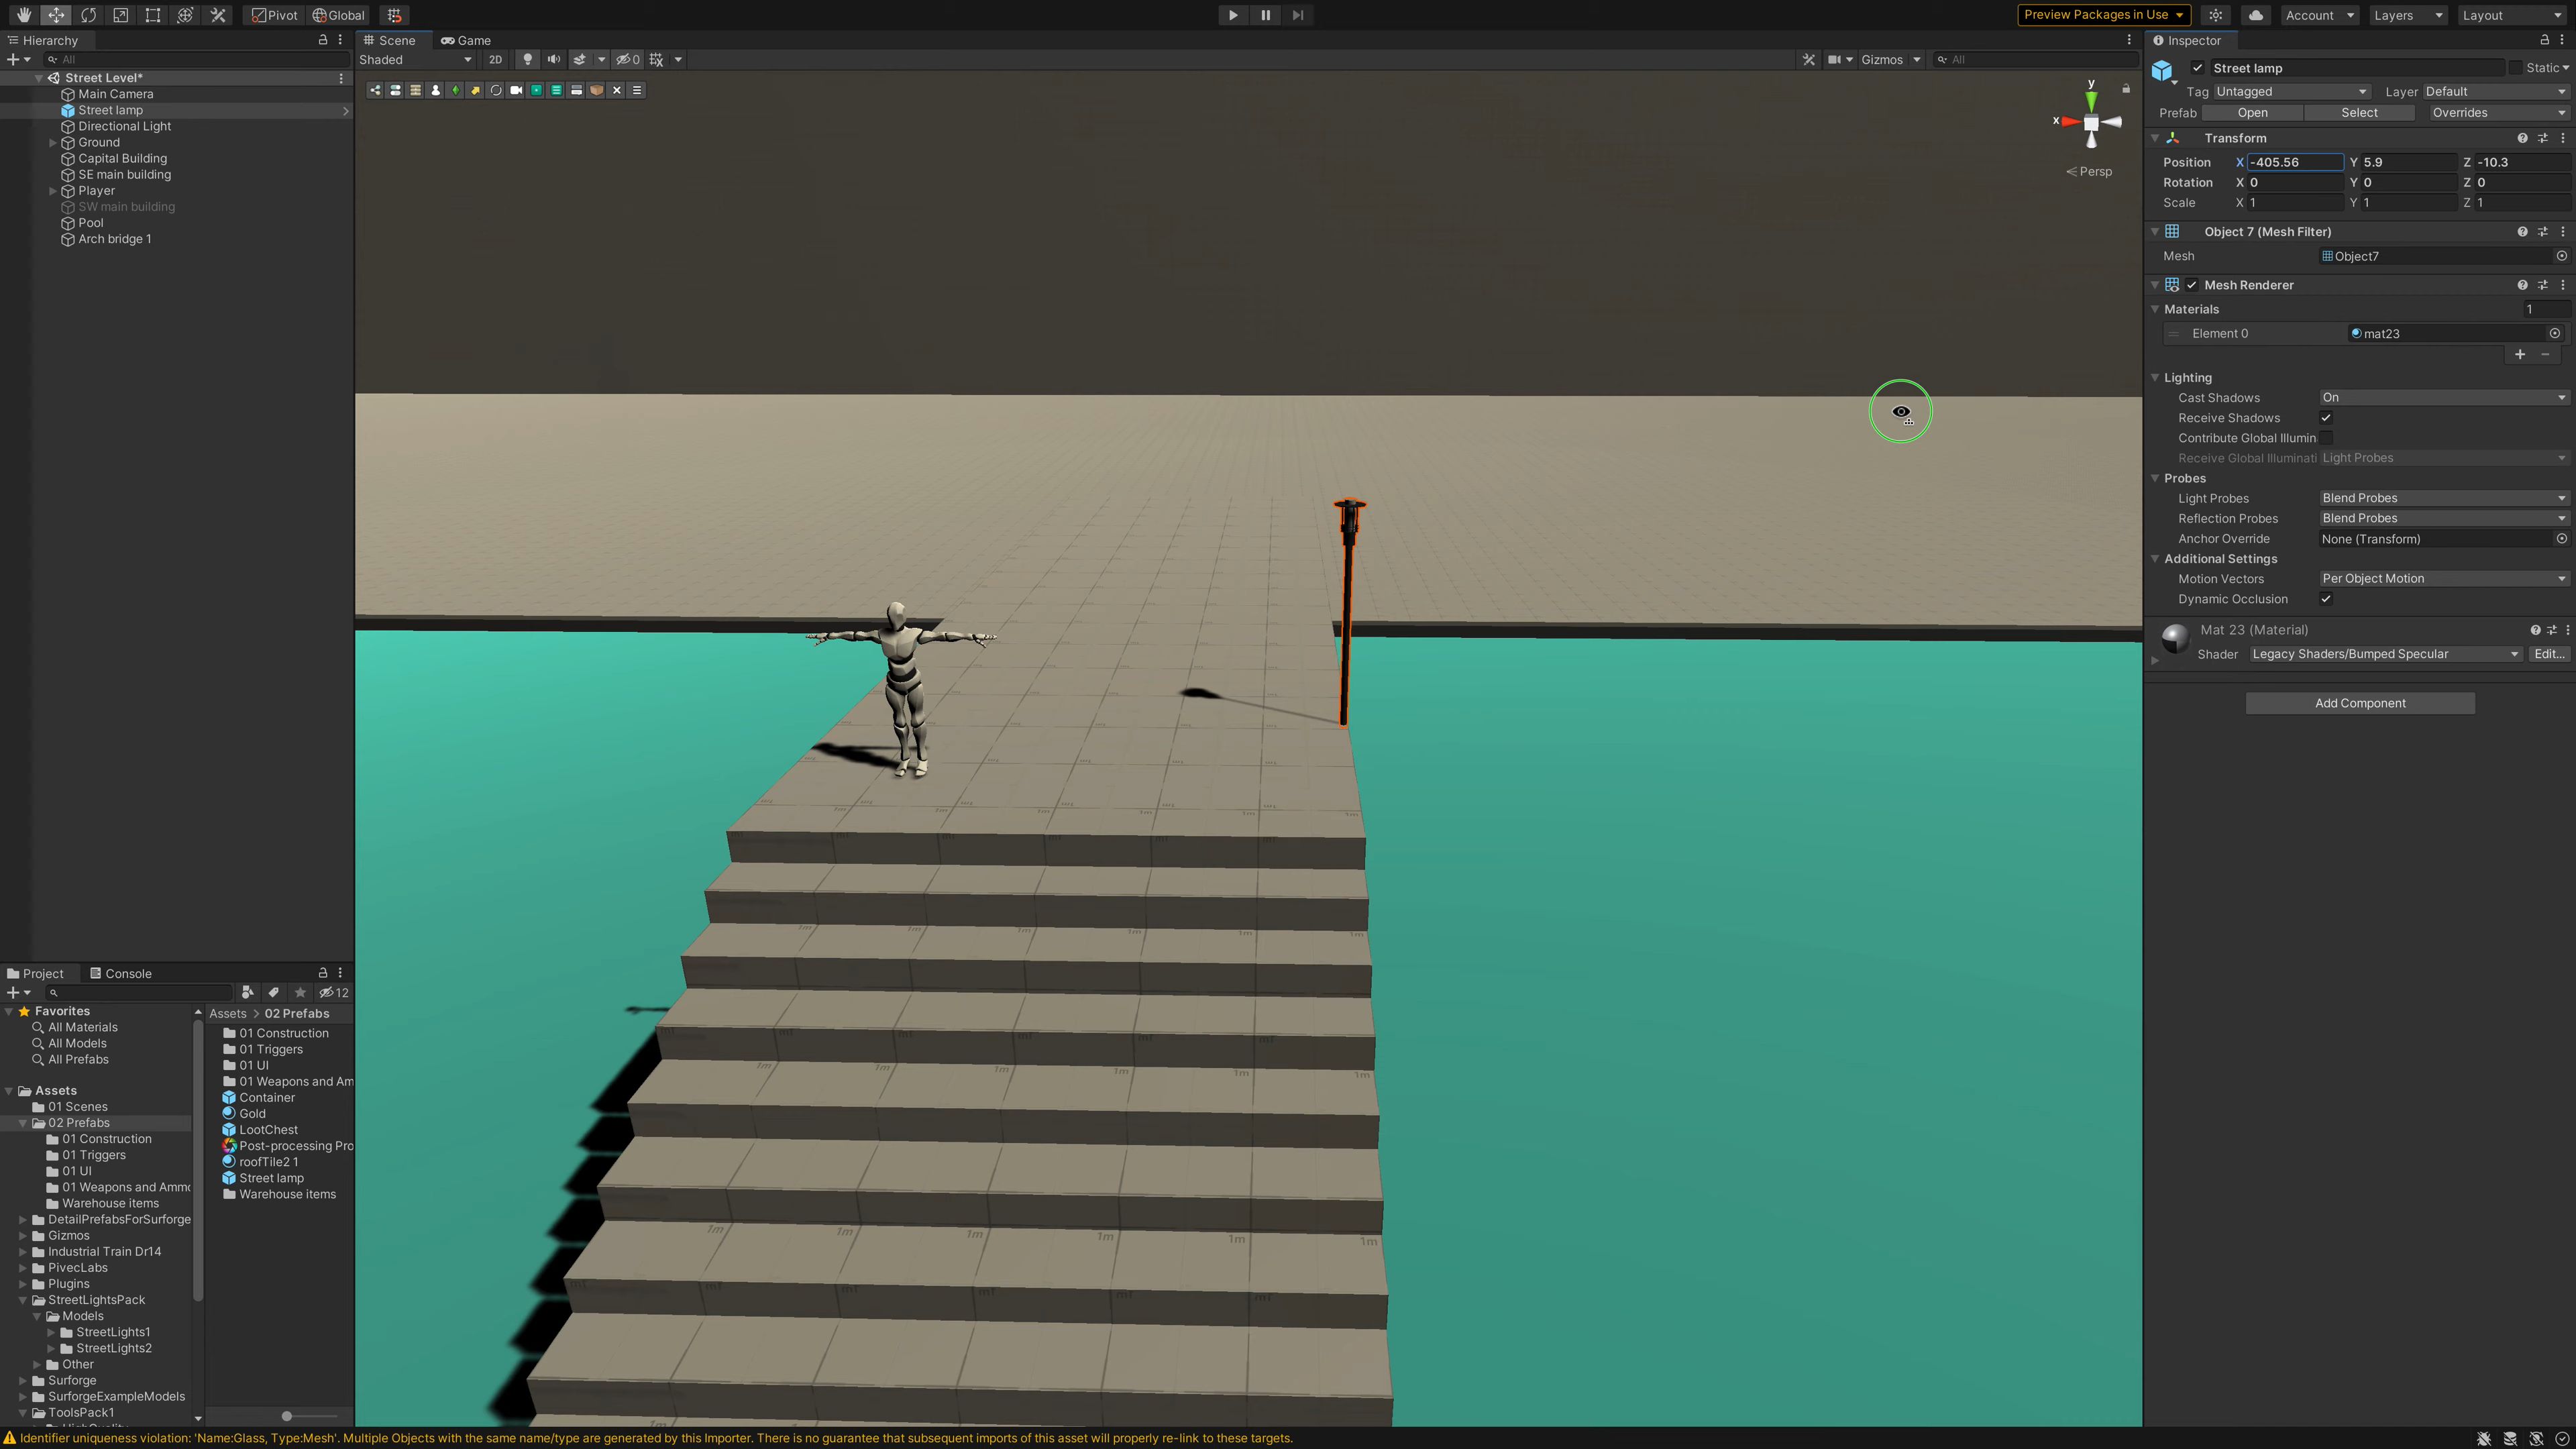 Pivot Global
Preview Packages in Use Account Layers Layout
Hierarchy
All
Street Level*
Main Camera
Street lamp
Directional Light
Ground
Capital Building
SE main building
Player
SW main building
Pool
Arch bridge 1
Scene Game
Shaded 2D 0 Gizmos All
y
x
Persp
1m
Inspector
Street lamp Static
Tag Untagged Layer Default
Prefab Open Select Overrides
Transform
Position X -405.56 Y 5.9 Z -10.3
Rotation X 0 Y 0 Z 0
Scale X 1 Y 1 Z 1
Object 7 (Mesh Filter)
Mesh Object7
Mesh Renderer
Materials 1
Element 0 mat23
Lighting
Cast Shadows On
Receive Shadows
Contribute Global Illumin
Receive Global Illuminati Light Probes
Probes
Light Probes Blend Probes
Reflection Probes Blend Probes
Anchor Override None (Transform)
Additional Settings
Motion Vectors Per Object Motion
Dynamic Occlusion
Mat 23 (Material)
Shader Legacy Shaders/Bumped Specular Edit...
Add Component
Project Console
12
Favorites
All Materials
All Models
All Prefabs
Assets
01 Scenes
02 Prefabs
01 Construction
01 Triggers
01 UI
01 Weapons and Ammo
Warehouse items
DetailPrefabsForSurforge
Gizmos
Industrial Train Dr14
PivecLabs
Plugins
StreetLightsPack
Models
StreetLights1
StreetLights2
Other
Surforge
SurforgeExampleModels
ToolsPack1
Assets > 02 Prefabs
01 Construction
01 Triggers
01 UI
01 Weapons and Am
Container
Gold
LootChest
Post-processing Pro
roofTile2 1
Street lamp
Warehouse items
Identifier uniqueness violation: 'Name:Glass, Type:Mesh'. Multiple Objects with the same name/type are generated by this Importer. There is no guarantee that subsequent imports of this asset will properly re-link to these targets.